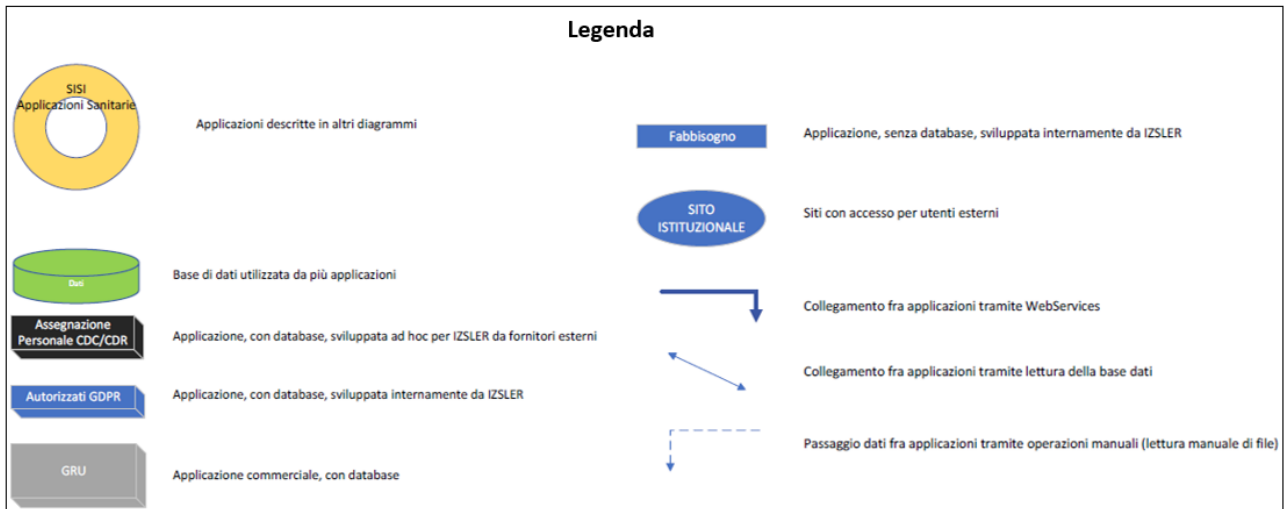 Legenda
SISI
Applicazioni Sanitarie
Applicazioni descritte in altri diagrammi
Dati
Base di dati utilizzata da più applicazioni
Assegnazione
Personale CDC/CDR
Applicazione, con database, sviluppata ad hoc per IZSLER da fornitori esterni
Autorizzati GDPR
Applicazione, con database, sviluppata internamente da IZSLER
GRU
Applicazione commerciale, con database
Fabbisogno
Applicazione, senza database, sviluppata internamente da IZSLER
SITO
ISTITUZIONALE
Siti con accesso per utenti esterni
Collegamento fra applicazioni tramite WebServices
Collegamento fra applicazioni tramite lettura della base dati
Passaggio dati fra applicazioni tramite operazioni manuali (lettura manuale di file)